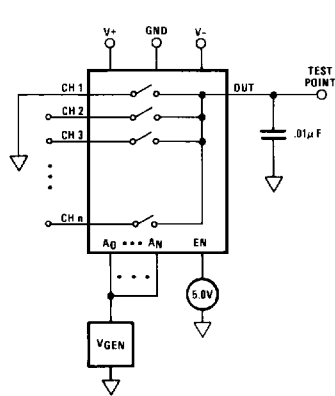 V+ GND V-
TEST
POINT
CH 1 OUT
CH 2
CH 3
.01µF
CH n
A0 ••• AN EN
5.0V
VGEN